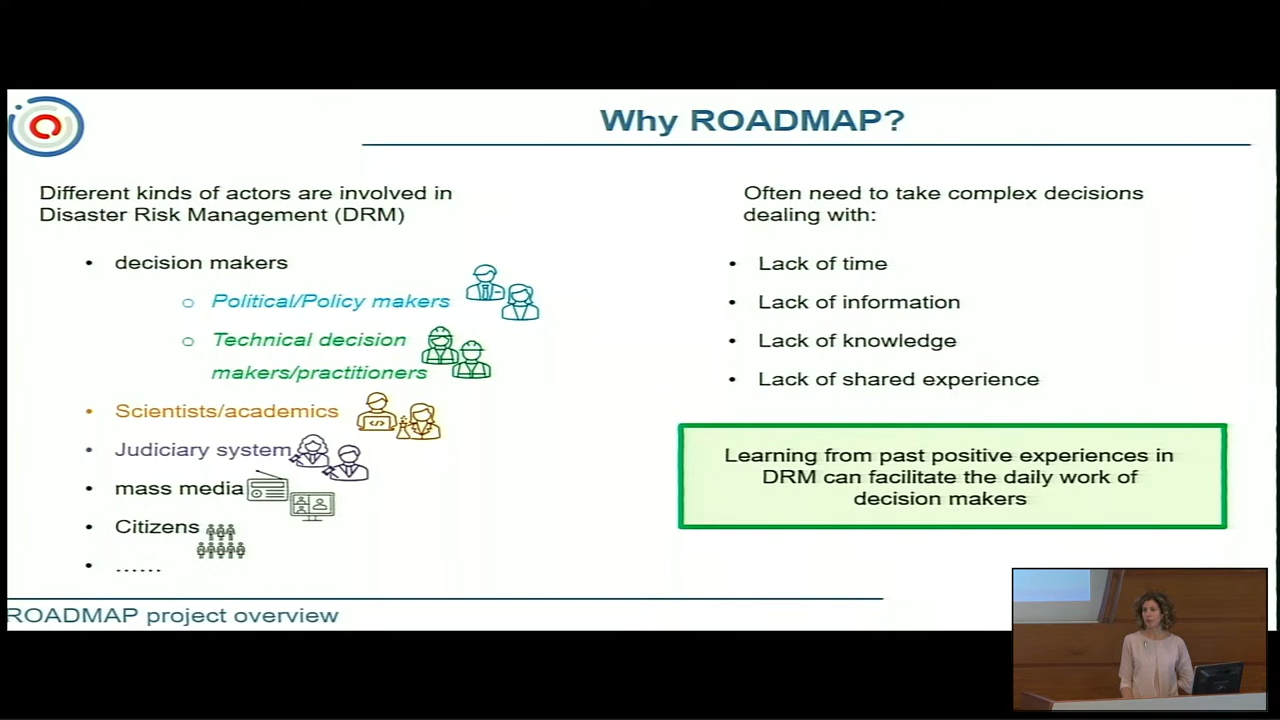 Why ROADMAP?
Different kinds of actors are involved in
Disaster Risk Management (DRM)
• decision makers
o Political/Policy makers
o Technical decision
makers/practitioners
• Scientists/academics
• Judiciary system
• mass media
• Citizens
• ......
Often need to take complex decisions
dealing with:
• Lack of time
• Lack of information
• Lack of knowledge
• Lack of shared experience
Learning from past positive experiences in
DRM can facilitate the daily work of
decision makers
ROADMAP project overview